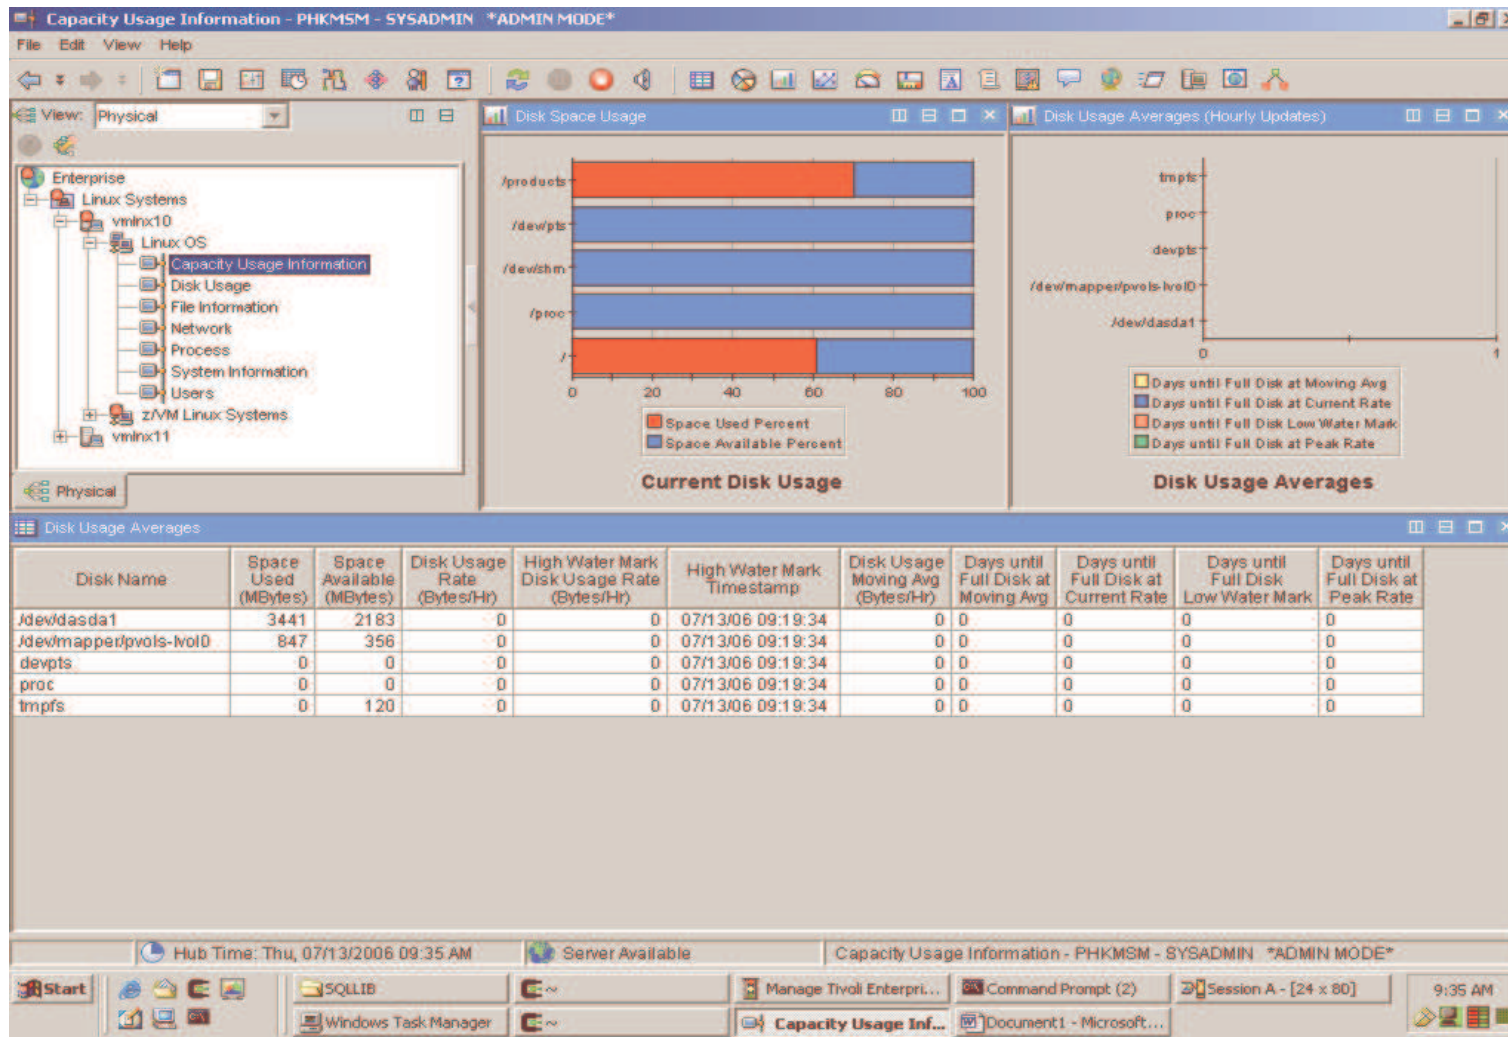 Capacity Usage Information - PHKMSM - SYSADMIN *ADMIN MODE*
File Edit View Help
View: Physical
Enterprise
Linux Systems
vmlnx10
Linux OS
Capacity Usage Information
Disk Usage
File Information
Network
Process
System Information
Users
z/VM Linux Systems
vmlnx11
Physical
Disk Space Usage
/products
/dev/pts
/dev/shm
/proc
/
0 20 40 60 80 100
Space Used Percent
Space Available Percent
Current Disk Usage
Disk Usage Averages (Hourly Updates)
tmpfs
proc
devpts
/dev/mapper/pvols-lvol0
/dev/dasda1
0 1
Days until Full Disk at Moving Avg
Days until Full Disk at Current Rate
Days until Full Disk Low Water Mark
Days until Full Disk at Peak Rate
Disk Usage Averages
Disk Usage Averages
Disk Name Space Used (MBytes) Space Available (MBytes) Disk Usage Rate (Bytes/Hr) High Water Mark Disk Usage Rate (Bytes/Hr) High Water Mark Timestamp Disk Usage Moving Avg (Bytes/Hr) Days until Full Disk at Moving Avg Days until Full Disk at Current Rate Days until Full Disk Low Water Mark Days until Full Disk at Peak Rate
/dev/dasda1 3441 2183 0 0 07/13/06 09:19:34 0 0 0 0 0
/dev/mapper/pvols-lvol0 847 356 0 0 07/13/06 09:19:34 0 0 0 0 0
devpts 0 0 0 0 07/13/06 09:19:34 0 0 0 0 0
proc 0 0 0 0 07/13/06 09:19:34 0 0 0 0 0
tmpfs 0 120 0 0 07/13/06 09:19:34 0 0 0 0 0
Hub Time: Thu, 07/13/2006 09:35 AM
Server Available
Capacity Usage Information - PHKMSM - SYSADMIN *ADMIN MODE*
Start
SQLLIB
~
Manage Tivoli Enterpri...
Command Prompt (2)
Session A - [24 x 80]
9:35 AM
Windows Task Manager
~
Capacity Usage Inf...
Document1 - Microsoft...